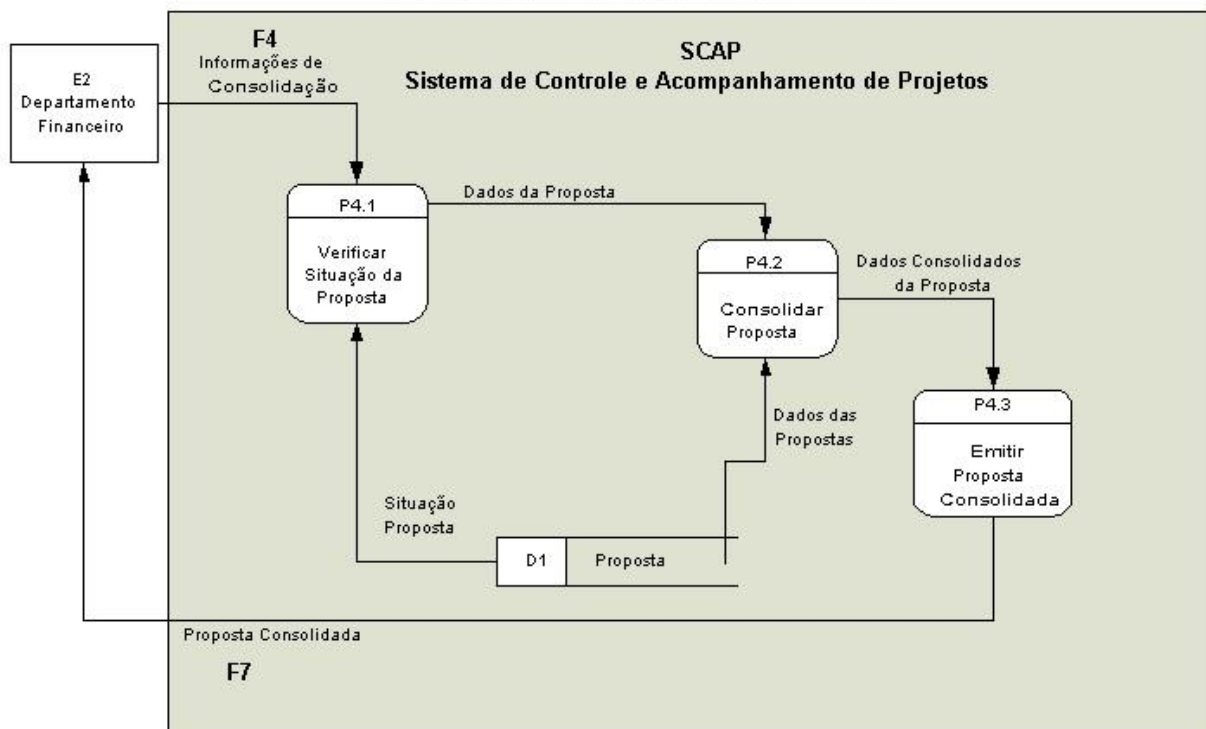 F4
Informações de
Consolidação
SCAP
Sistema de Controle e Acompanhamento de Projetos
E2
Departamento
Financeiro
P4.1
Verificar
Situação da
Proposta
Dados da Proposta
P4.2
Consolidar
Proposta
Dados Consolidados
da Proposta
P4.3
Emitir
Proposta
Consolidada
Dados das
Propostas
Situação
Proposta
D1
Proposta
Proposta Consolidada
F7